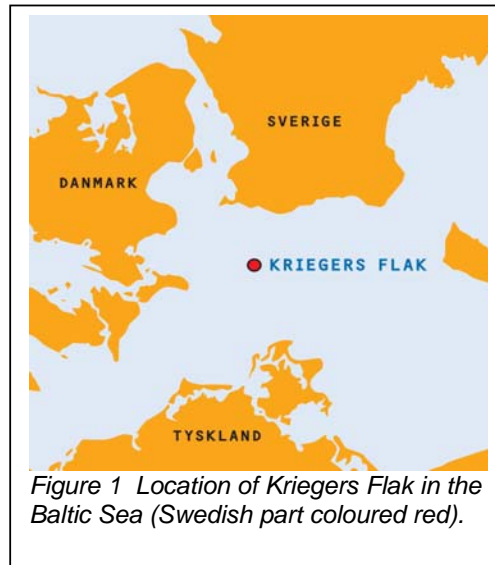 SVERIGE
DANMARK
KRIEGERS FLAK
TYSKLAND
Figure 1 Location of Kriegers Flak in the
Baltic Sea (Swedish part coloured red).